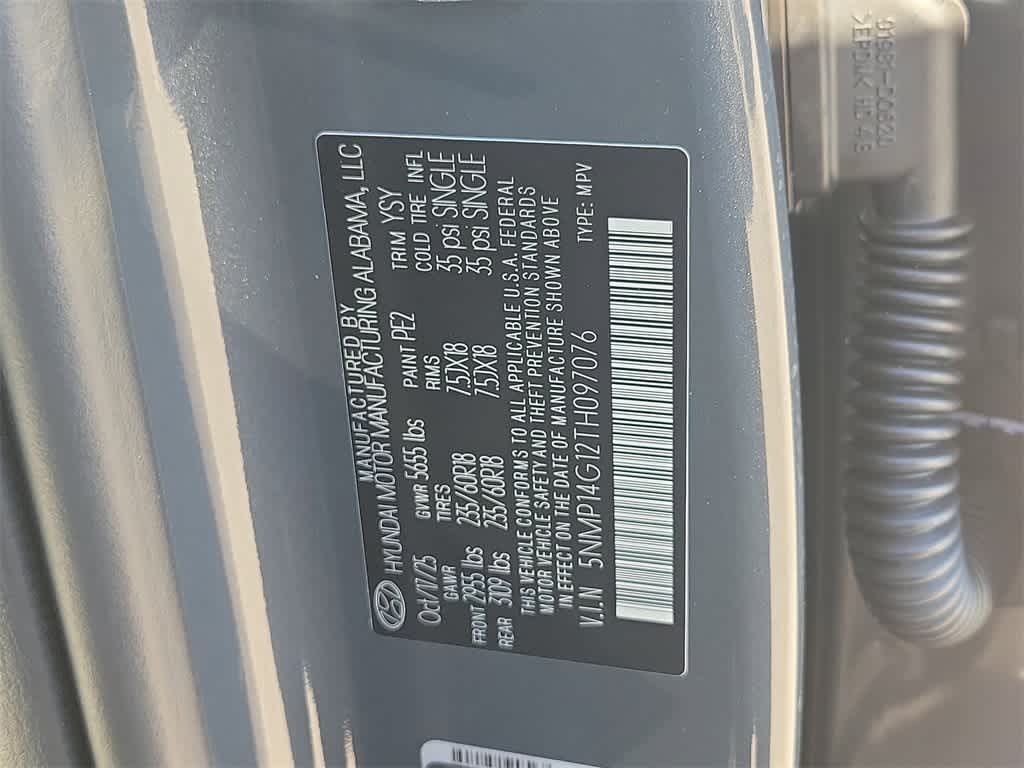 MANUFACTURED BY
HYUNDAI MOTOR MANUFACTURING ALABAMA, LLC
Oct/17/25 GVWR 5655 lbs PAINT PE2 TRIM YSY
GAWR TIRES RIMS COLD TIRE INFL
FRONT 2935 lbs 235/60R18 7.5JX18 35 psi SINGLE
REAR 3019 lbs 235/60R18 7.5JX18 35 psi SINGLE
THIS VEHICLE CONFORMS TO ALL APPLICABLE U.S.A. FEDERAL
MOTOR VEHICLE SAFETY AND THEFT PREVENTION STANDARDS
IN EFFECT ON THE DATE OF MANUFACTURE SHOWN ABOVE
V.I.N 5NMP14G12TH097076 TYPE: MPV